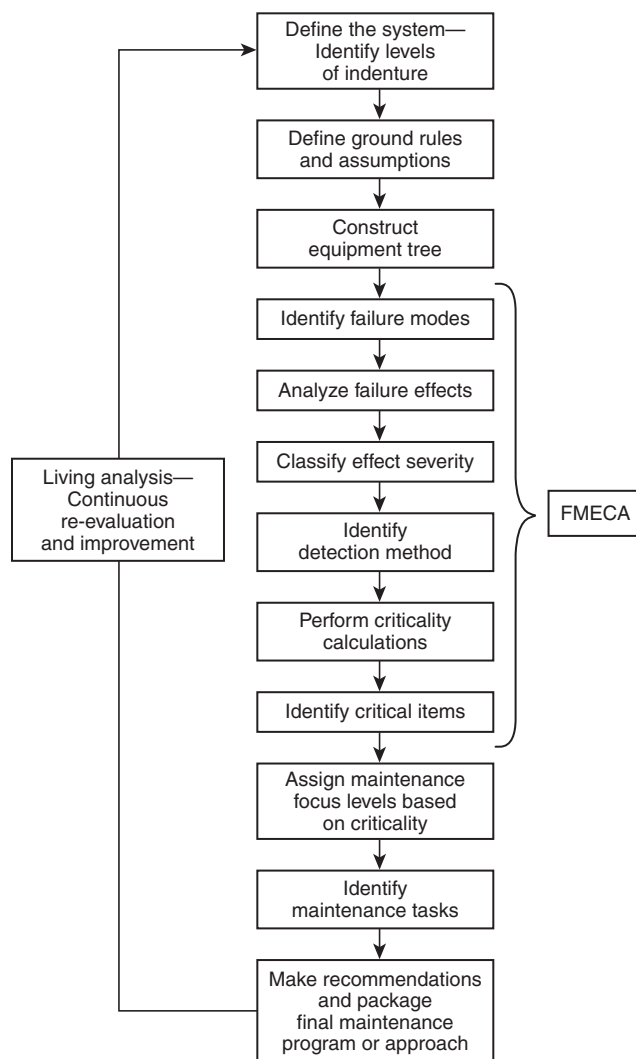 Define the system—
Identify levels
of indenture
Define ground rules
and assumptions
Construct
equipment tree
Identify failure modes
Analyze failure effects
Classify effect severity
Identify
detection method
Perform criticality
calculations
Identify critical items
Assign maintenance
focus levels based
on criticality
Identify
maintenance tasks
Make recommendations
and package
final maintenance
program or approach
Living analysis—
Continuous
re-evaluation
and improvement
FMECA